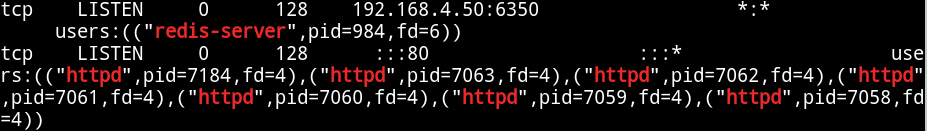 tcp    LISTEN     0      128    192.168.4.50:6350                 *:*
     users:(("redis-server",pid=984,fd=6))
tcp    LISTEN     0      128      :::80                  :::*                   use
rs:(("httpd",pid=7184,fd=4),("httpd",pid=7063,fd=4),("httpd",pid=7062,fd=4),("httpd"
,pid=7061,fd=4),("httpd",pid=7060,fd=4),("httpd",pid=7059,fd=4),("httpd",pid=7058,fd
=4))